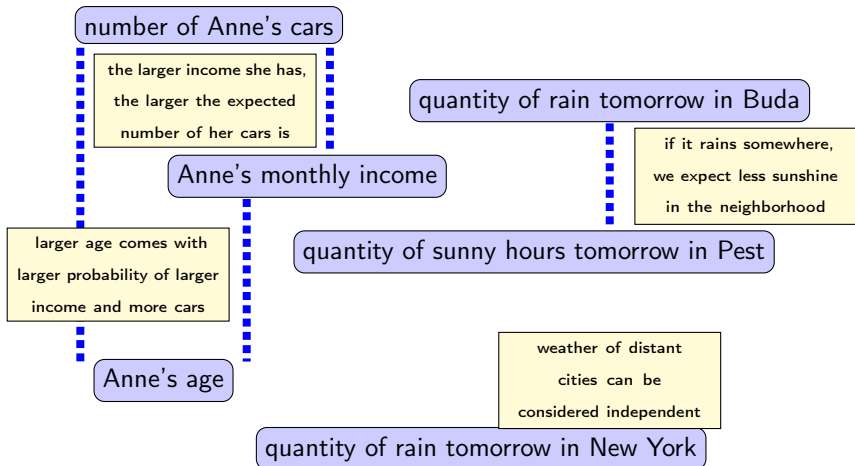 number of Anne's cars
the larger income she has,
the larger the expected
number of her cars is
quantity of rain tomorrow in Buda
if it rains somewhere,
we expect less sunshine
in the neighborhood
Anne's monthly income
larger age comes with
larger probability of larger
income and more cars
quantity of sunny hours tomorrow in Pest
Anne's age
weather of distant
cities can be
considered independent
quantity of rain tomorrow in New York